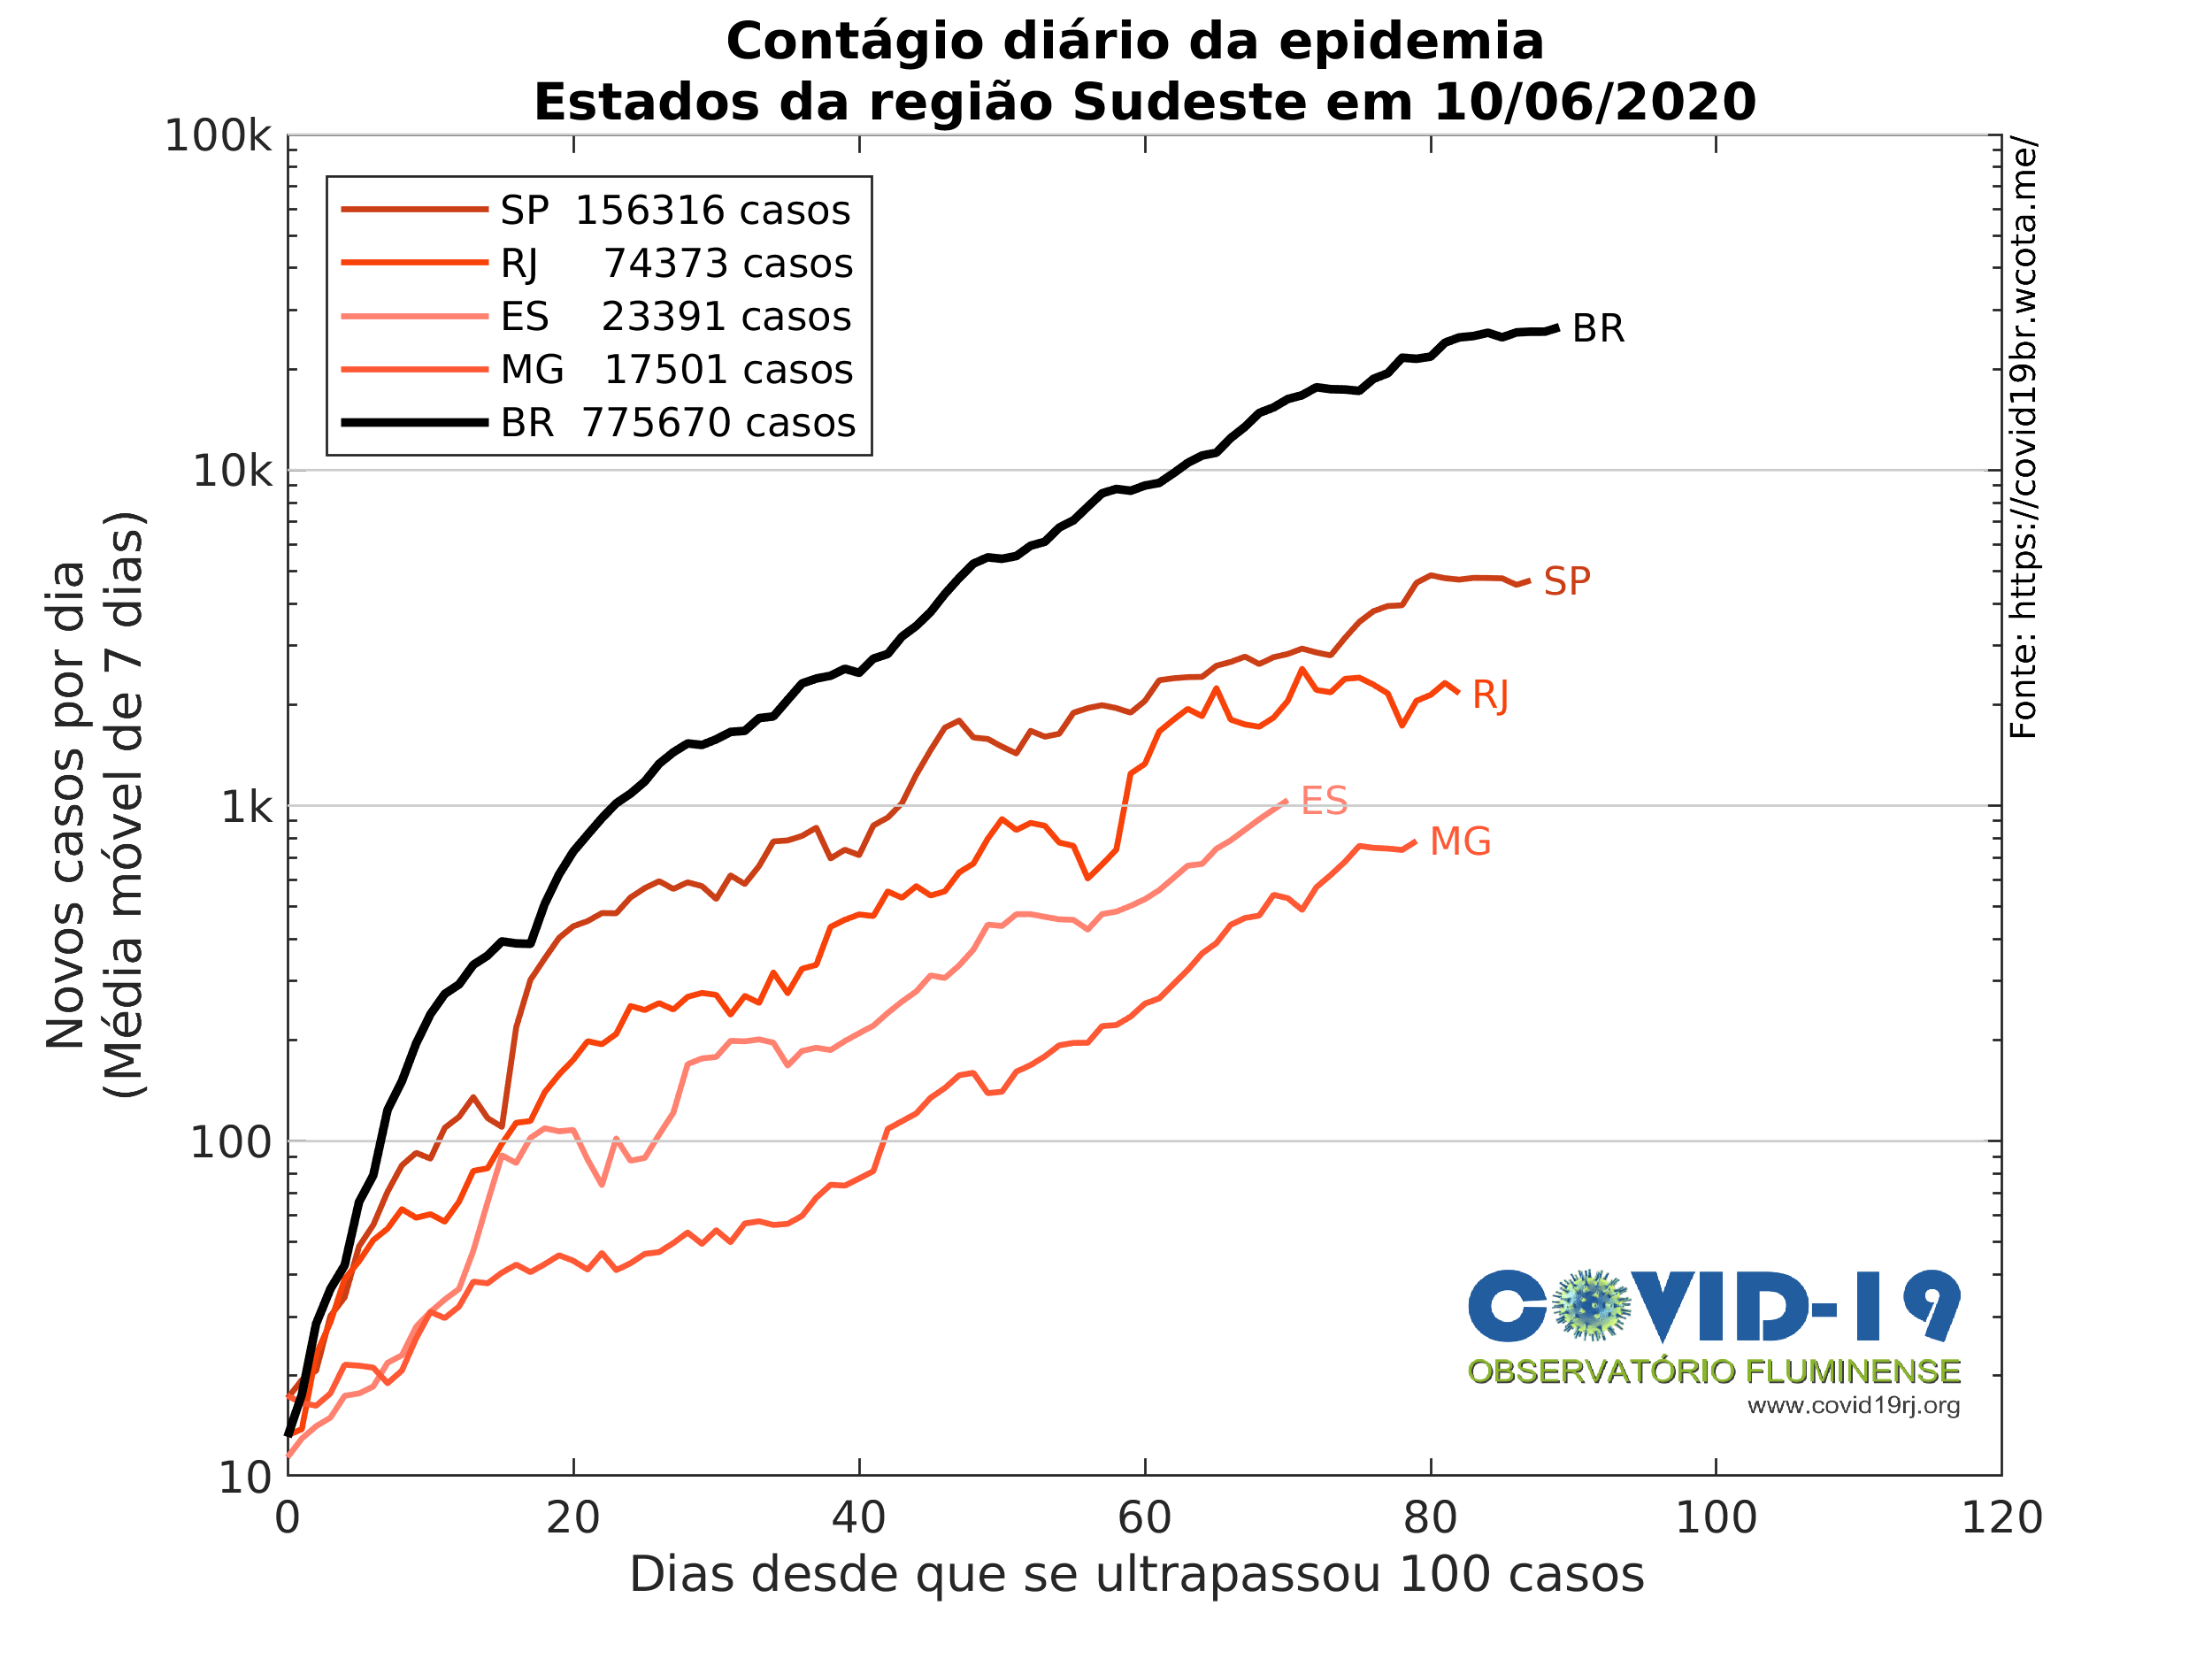 Contágio diário da epidemia
Estados da região Sudeste em 10/06/2020
100k
10k
1k
100
10
Novos casos por dia
(Média móvel de 7 dias)
SP 156316 casos
RJ 74373 casos
ES 23391 casos
MG 17501 casos
BR 775670 casos
BR
SP
RJ
ES
MG
Fonte: https://covid19br.wcota.me/
COVID-19
OBSERVATÓRIO FLUMINENSE
www.covid19rj.org
0 20 40 60 80 100 120
Dias desde que se ultrapassou 100 casos